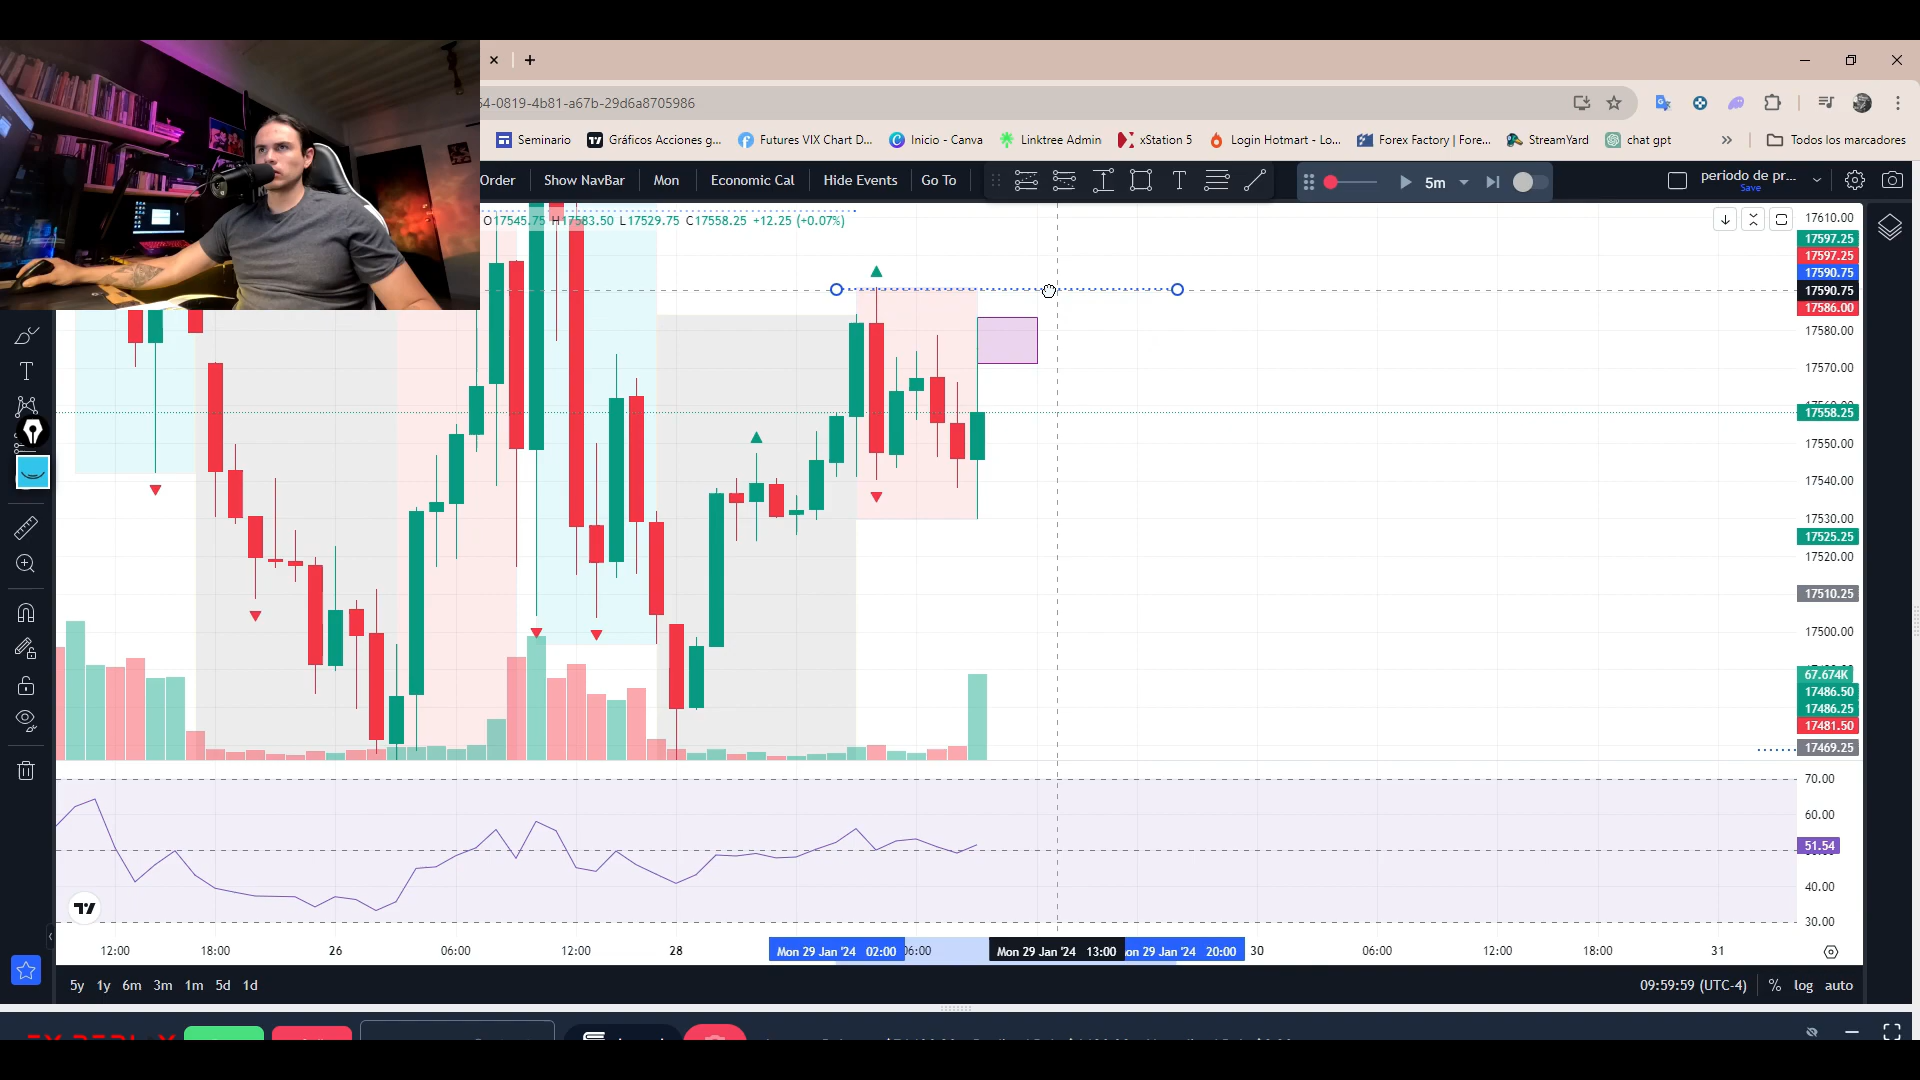 54-0819-4b81-a67b-29d6a8705986
Seminario
Gráficos Acciones g...
Futures VIX Chart D...
Inicio - Canva
Linktree Admin
xStation 5
Login Hotmart - Lo...
Forex Factory | Fore...
StreamYard
chat gpt
Todos los marcadores
Order
Show NavBar
Mon
Economic Cal
Hide Events
Go To
5m
periodo de pr...
Save
O17545.75 H17583.50 L17529.75 C17558.25 +12.25 (+0.07%)
17610.00
17597.25
17597.25
17590.75
17590.75
17586.00
17580.00
17570.00
17558.25
17550.00
17540.00
17530.00
17525.25
17520.00
17510.25
17500.00
67.674K
17486.50
17486.25
17481.50
17469.25
70.00
60.00
51.54
40.00
30.00
12:00
18:00
26
06:00
12:00
28
Mon 29 Jan '24 02:00
06:00
Mon 29 Jan '24 13:00
on 29 Jan '24 20:00
30
06:00
12:00
18:00
31
5y 1y 6m 3m 1m 5d 1d
09:59:59 (UTC-4)
%
log
auto